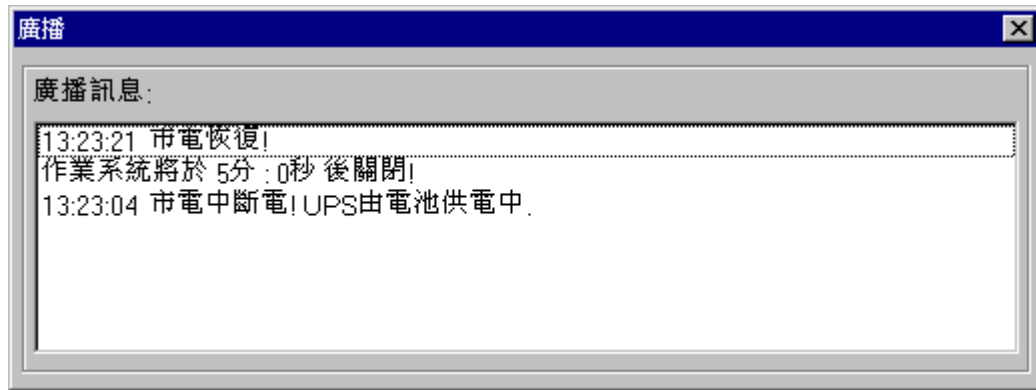 廣播
廣播訊息:
13:23:21 市電恢復!
作業系統將於 5分 : 0秒 後關閉!
13:23:04 市電中斷電! UPS由電池供電中.